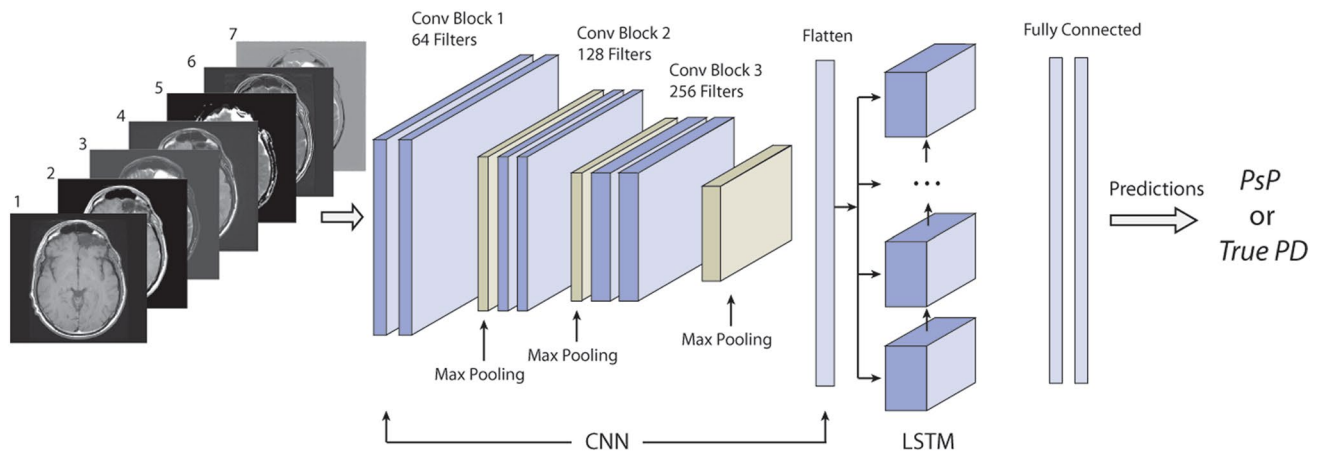 1
2
3
4
5
6
7
Conv Block 1
64 Filters
Conv Block 2
128 Filters
Conv Block 3
256 Filters
Max Pooling
Max Pooling
Max Pooling
CNN
Flatten
...
LSTM
Fully Connected
Predictions
PsP
or
True PD